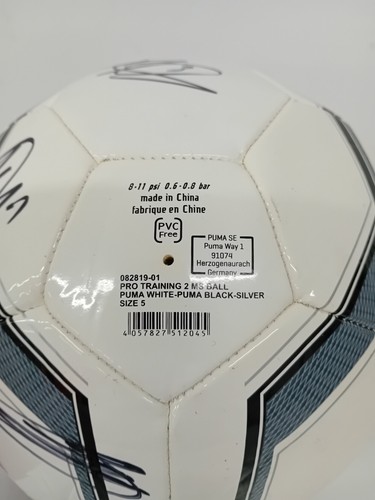 9-11 psi 0.6-0.8 bar
made in China
fabriqué en Chine
PVC
Free
PUMA SE
Puma Way 1
91074
Herzogenaurach
Germany
082819-01
PRO TRAINING 2 MS BALL
PUMA WHITE-PUMA BLACK-SILVER
SIZE 5
4 057827 512045